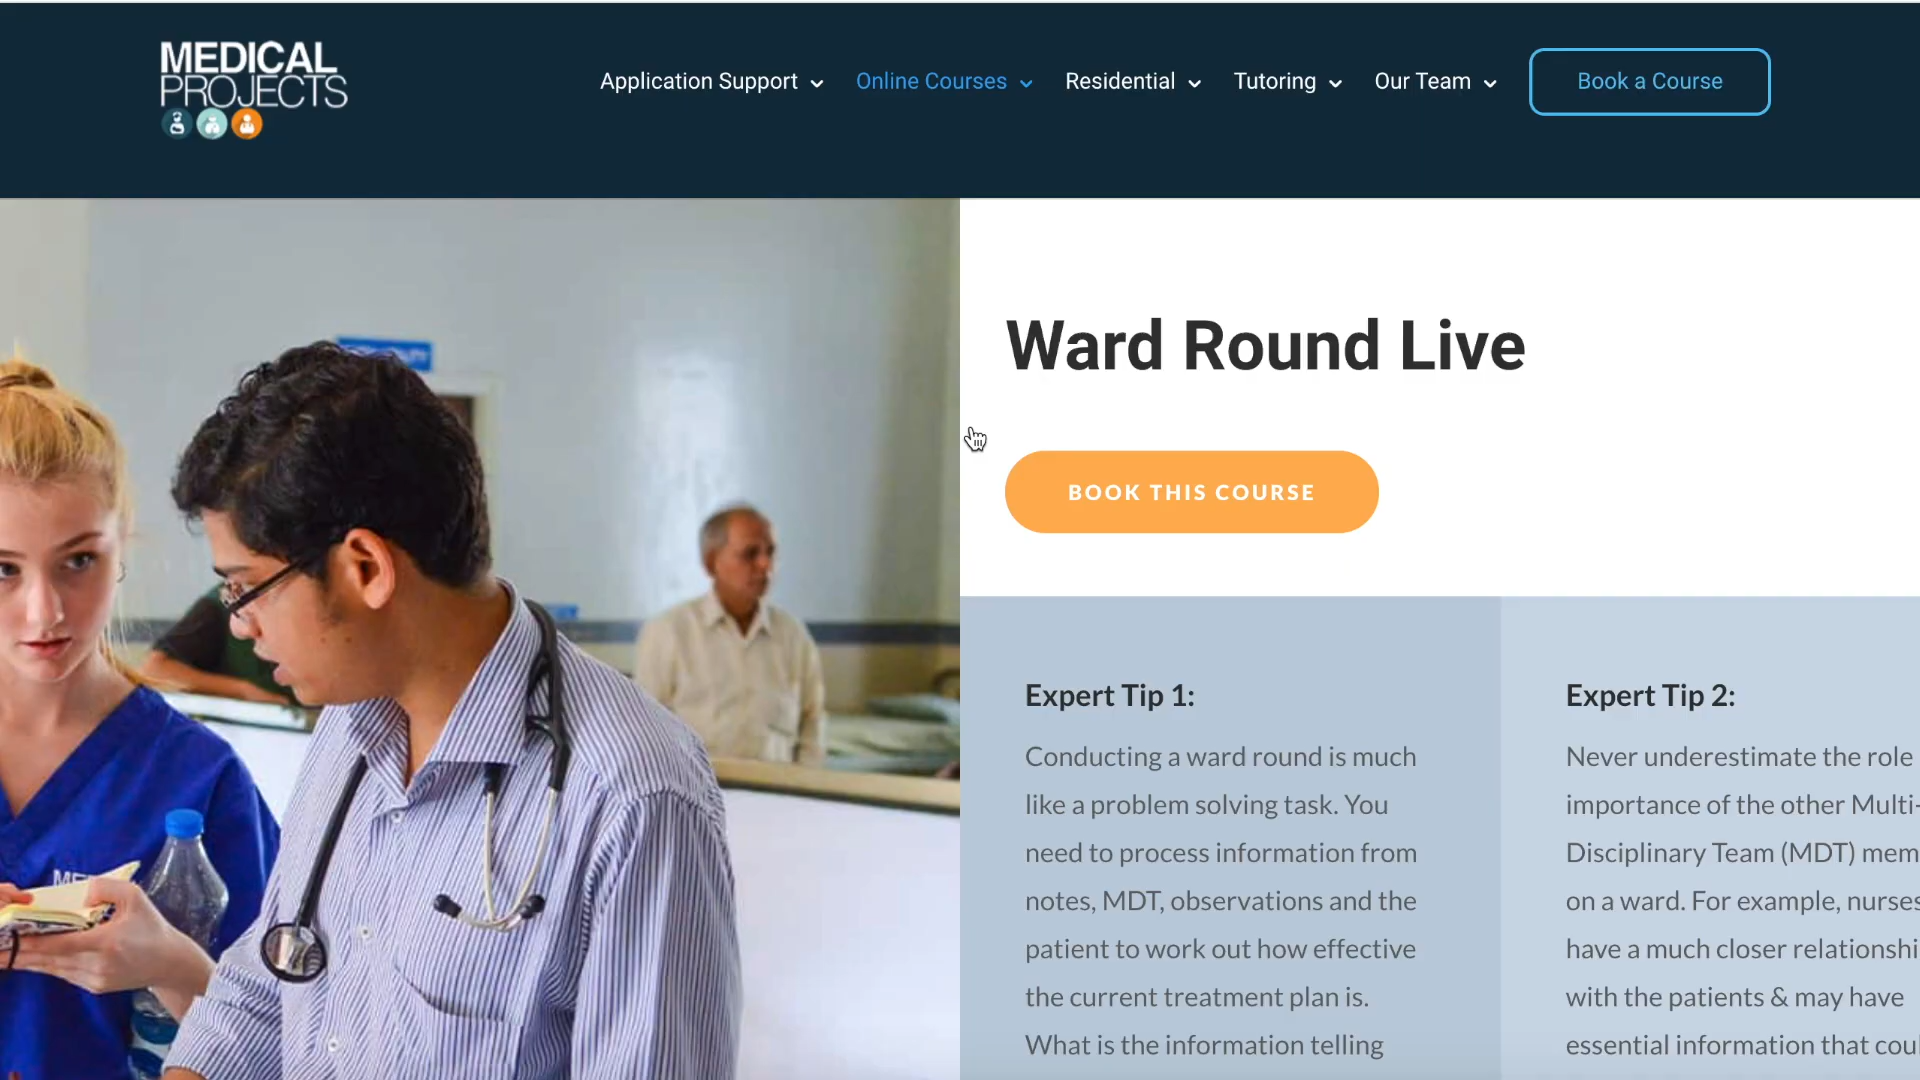 MEDICAL
PROJECTS
Application Support
Online Courses
Residential
Tutoring
Our Team
Book a Course
Ward Round Live
BOOK THIS COURSE
Expert Tip 1:
Conducting a ward round is much
like a problem solving task. You
need to process information from
notes, MDT, observations and the
patient to work out how effective
the current treatment plan is.
What is the information telling
Expert Tip 2:
Never underestimate the role
importance of the other Multi-
Disciplinary Team (MDT) mem
on a ward. For example, nurses
have a much closer relationshi
with the patients & may have
essential information that coul